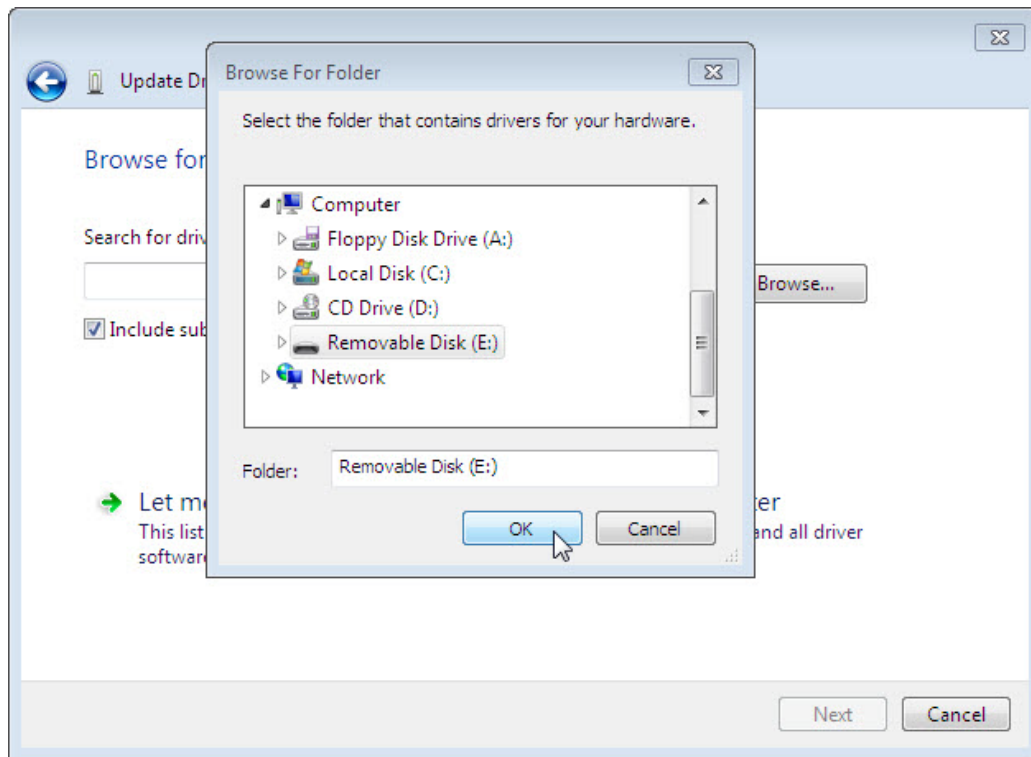 Update Dr
Browse For Folder
Select the folder that contains drivers for your hardware.
Browse for
Computer
Search for driv
Floppy Disk Drive (A:)
Local Disk (C:)
Browse...
CD Drive (D:)
Include sub
Removable Disk (E:)
Network
Folder:
Removable Disk (E:)
Let me
ter
This list
and all driver
software
OK
Cancel
Next
Cancel